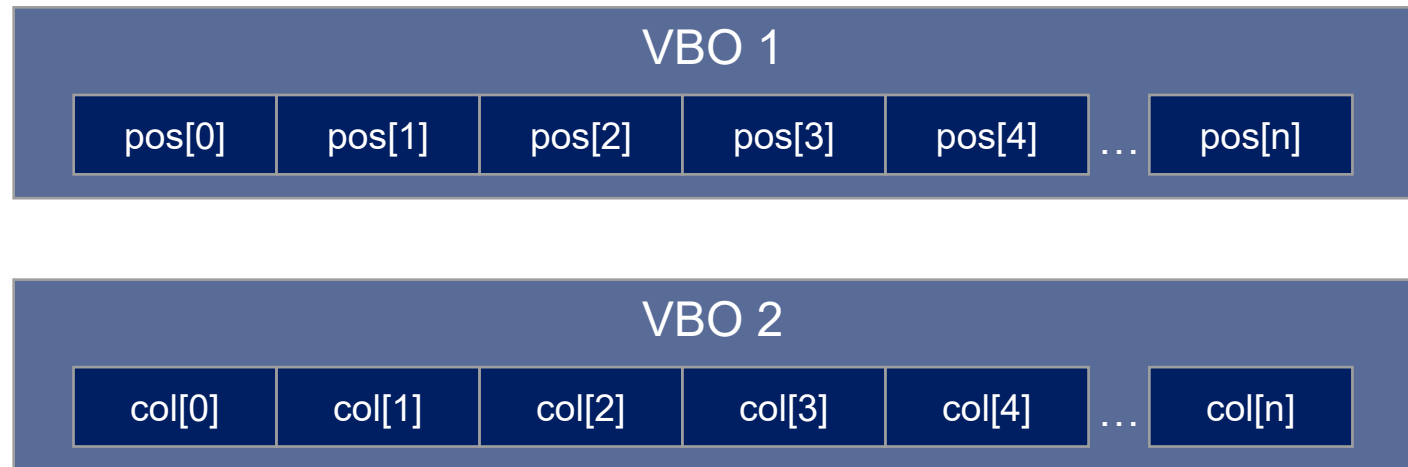 VBO 1
pos[0] pos[1] pos[2] pos[3] pos[4] … pos[n]
VBO 2
col[0] col[1] col[2] col[3] col[4] … col[n]